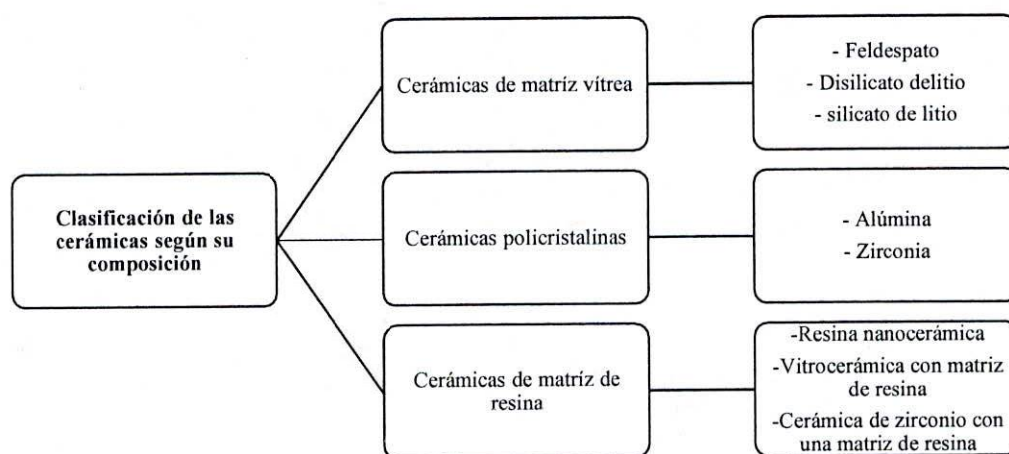 Clasificación de las
cerámicas según su
composición
Cerámicas de matríz vítrea
- Feldespato
- Disilicato delitio
- silicato de litio
Cerámicas policristalinas
- Alúmina
- Zirconia
Cerámicas de matríz de
resina
-Resina nanocerámica
-Vitrocerámica con matriz
de resina
-Cerámica de zirconio con
una matriz de resina